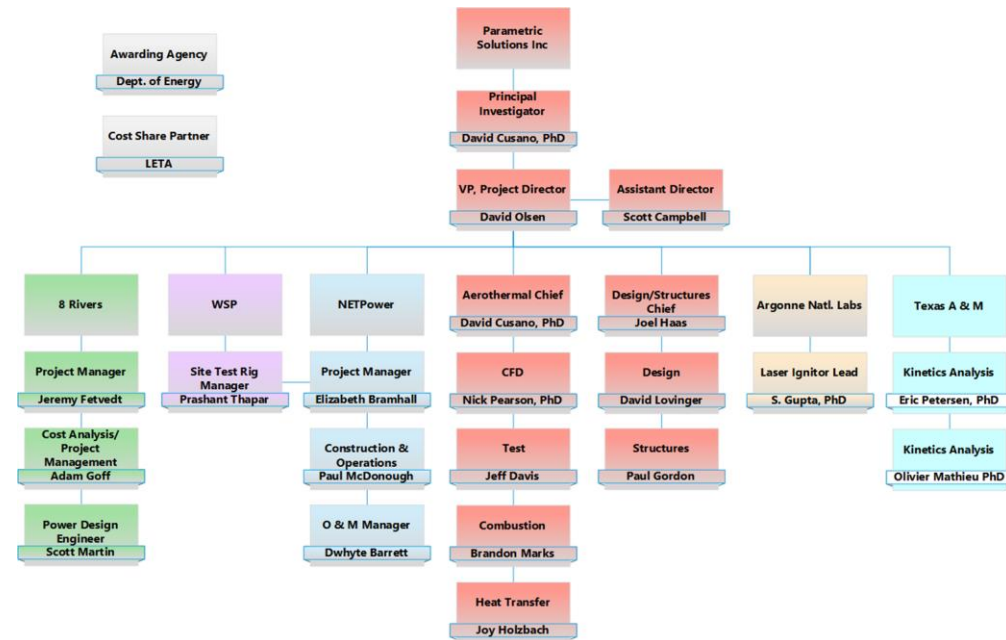 Awarding Agency
Dept. of Energy
Cost Share Partner
LETA
Parametric
Solutions Inc
Principal
Investigator
David Cusano, PhD
VP, Project Director
David Olsen
Assistant Director
Scott Campbell
8 Rivers
Project Manager
Jeremy Fetvedt
Cost Analysis/
Project
Management
Adam Goff
Power Design
Engineer
Scott Martin
WSP
Site Test Rig
Manager
Prashant Thapar
NETPower
Project Manager
Elizabeth Bramhall
Construction &
Operations
Paul McDonough
O & M Manager
Dwhyte Barrett
Aerothermal Chief
David Cusano, PhD
CFD
Nick Pearson, PhD
Test
Jeff Davis
Combustion
Brandon Marks
Heat Transfer
Joy Holzbach
Design/Structures
Chief
Joel Haas
Design
David Lovinger
Structures
Paul Gordon
Argonne Natl. Labs
Laser Ignitor Lead
S. Gupta, PhD
Texas A & M
Kinetics Analysis
Eric Petersen, PhD
Kinetics Analysis
Olivier Mathieu PhD